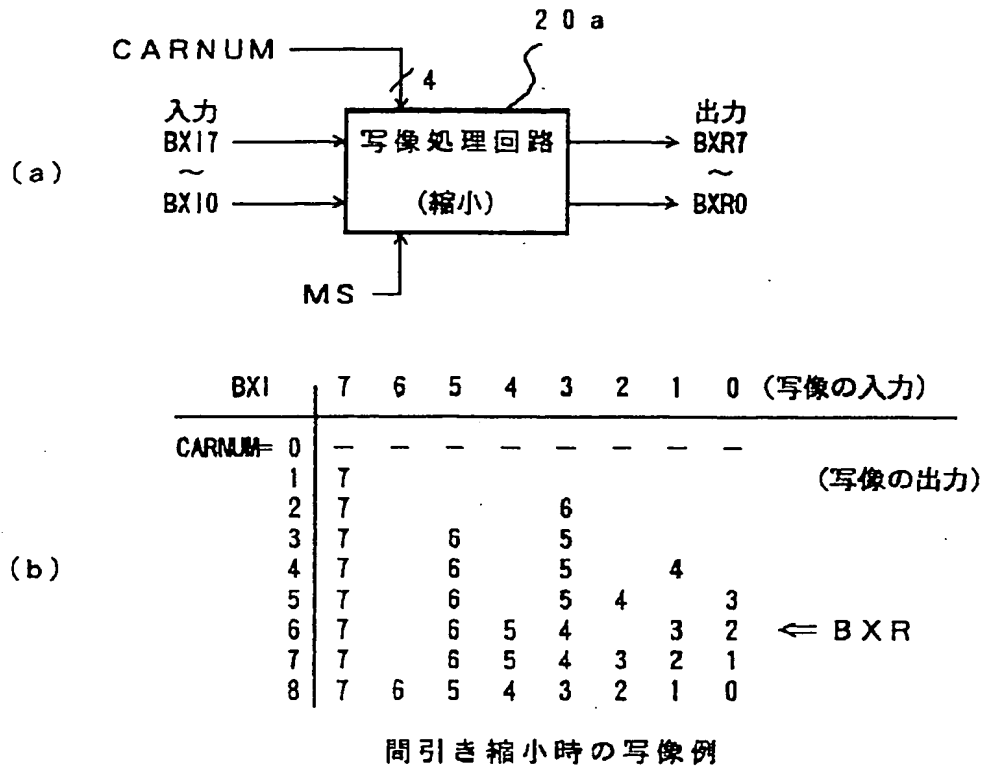 20a
CARNUM
4
入力
BXI7
~
BXI0
写像処理回路
(縮小)
出力
BXR7
~
BXR0
(a)
MS
BXI 7 6 5 4 3 2 1 0 (写像の入力)
CARNUM= 0 — — — — — — — —
1 7 (写像の出力)
2 7 6
3 7 6 5
4 7 6 5 4
(b)
5 7 6 5 4 3
6 7 6 5 4 3 2 ⇐ BXR
7 7 6 5 4 3 2 1
8 7 6 5 4 3 2 1 0
間引き縮小時の写像例